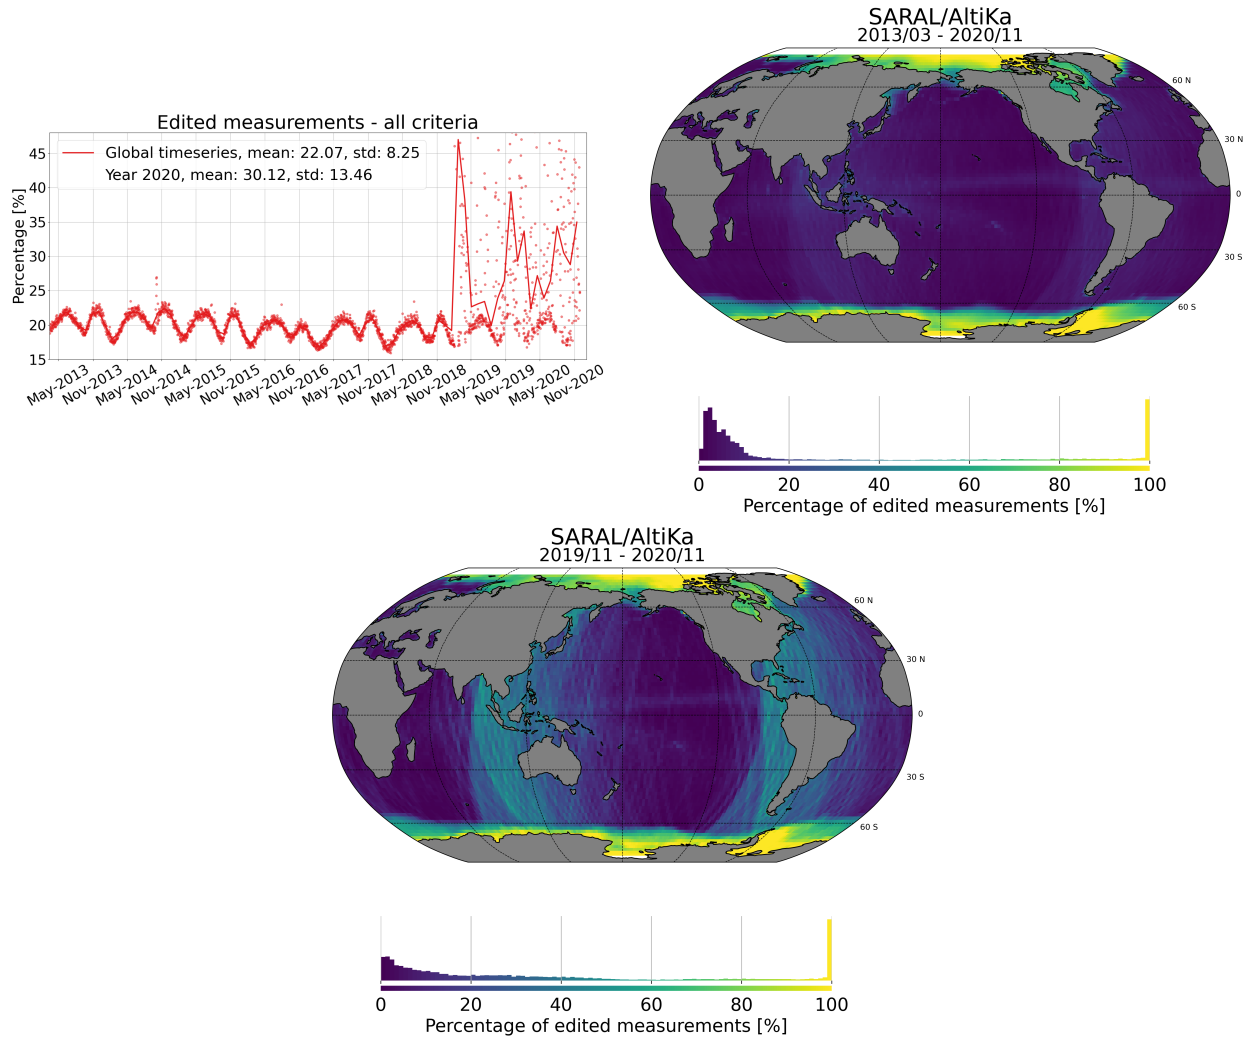 Edited measurements - all criteria
Percentage [%]
45
40
35
30
25
20
15
Global timeseries, mean: 22.07, std: 8.25
Year 2020, mean: 30.12, std: 13.46
May-2013
Nov-2013
May-2014
Nov-2014
May-2015
Nov-2015
May-2016
Nov-2016
May-2017
Nov-2017
May-2018
Nov-2018
May-2019
Nov-2019
May-2020
Nov-2020
SARAL/AltiKa
2013/03 - 2020/11
60 N
30 N
0
30 S
60 S
0 20 40 60 80 100
Percentage of edited measurements [%]
SARAL/AltiKa
2019/11 - 2020/11
60 N
30 N
0
30 S
60 S
0 20 40 60 80 100
Percentage of edited measurements [%]